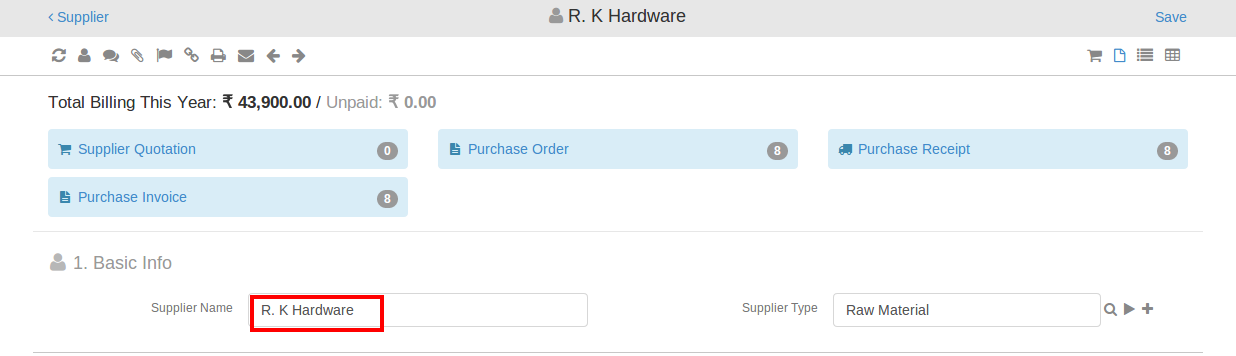 Supplier
R. K Hardware
Save
Total Billing This Year: ₹ 43,900.00 / Unpaid: ₹ 0.00
Supplier Quotation 0
Purchase Order 8
Purchase Receipt 8
Purchase Invoice 8
1. Basic Info
Supplier Name R. K Hardware
Supplier Type Raw Material